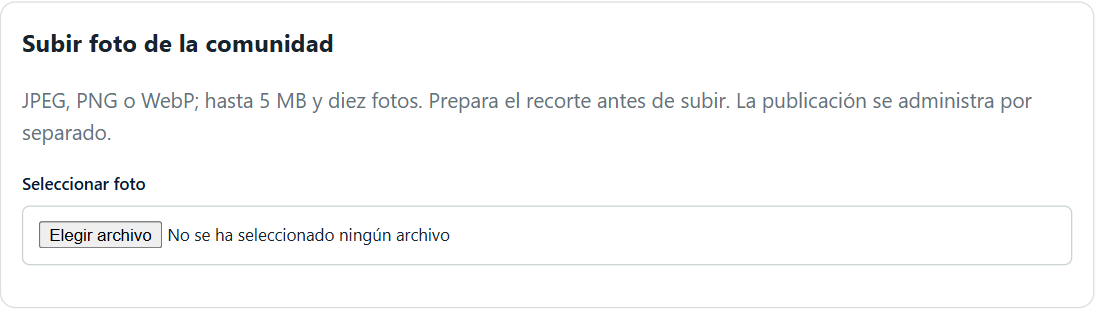 Subir foto de la comunidad
JPEG, PNG o WebP; hasta 5 MB y diez fotos. Prepara el recorte antes de subir. La publicación se administra por
separado.
Seleccionar foto
Elegir archivo No se ha seleccionado ningún archivo